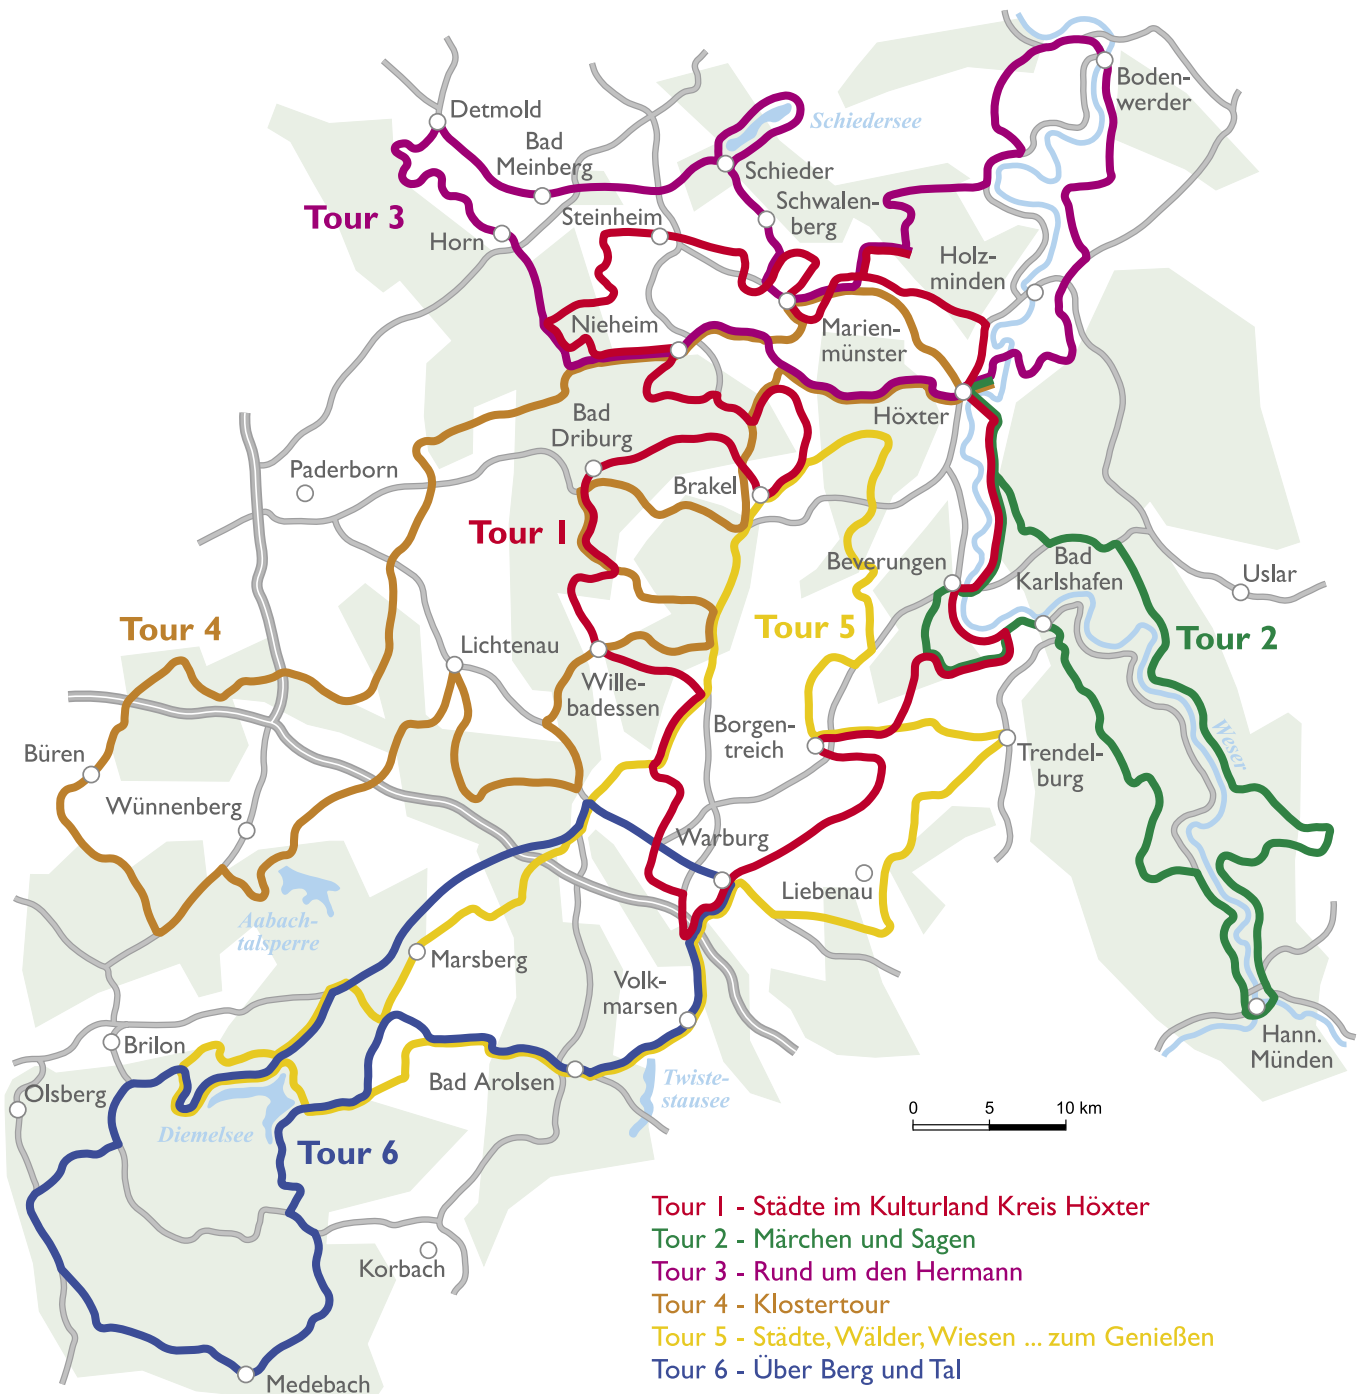 Boden-
werder
Detmold
Schiedersee
Bad
Meinberg
Schieder
Schwalen-
berg
Tour 3
Steinheim
Horn
Holz-
minden
Nieheim
Marien-
münster
Höxter
Bad
Driburg
Paderborn
Brakel
Tour 1
Beverungen
Bad
Karlshafen
Uslar
Tour 4
Tour 5
Tour 2
Lichtenau
Wille-
badessen
Borgen-
treich
Weser
Büren
Trendel-
burg
Wünnenberg
Warburg
Liebenau
Aabach-
talsperre
Marsberg
Volk-
marsen
Brilon
Hann.
Münden
Olsberg
Bad Arolsen
Twiste-
stausee
Diemelsee
0 5 10 km
Tour 6
Korbach
Medebach
Tour 1 - Städte im Kulturland Kreis Höxter
Tour 2 - Märchen und Sagen
Tour 3 - Rund um den Hermann
Tour 4 - Klostertour
Tour 5 - Städte, Wälder, Wiesen ... zum Genießen
Tour 6 - Über Berg und Tal